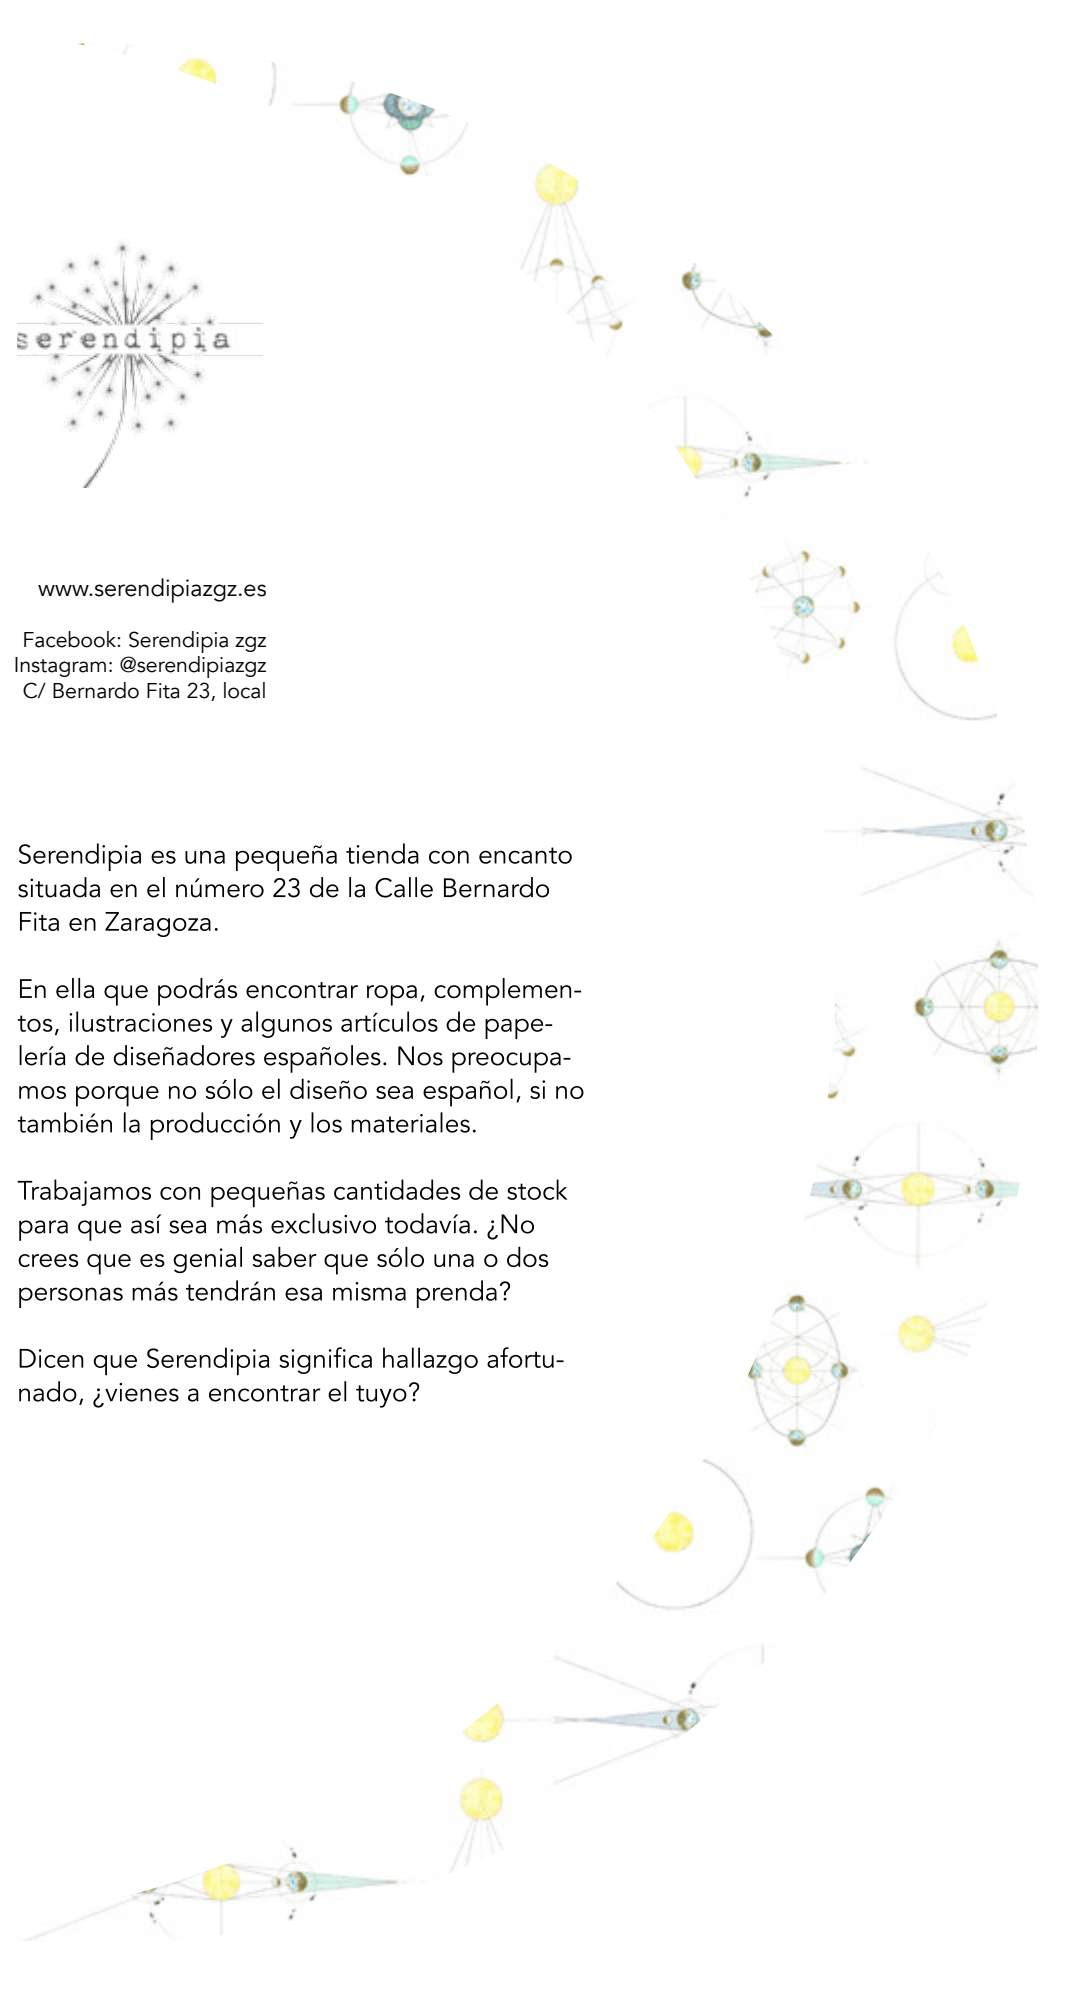 serendipia
www.serendipiazgz.es
Facebook: Serendipia zgz
Instagram: @serendipiazgz
C/ Bernardo Fita 23, local
Serendipia es una pequeña tienda con encanto
situada en el número 23 de la Calle Bernardo
Fita en Zaragoza.
En ella que podrás encontrar ropa, complemen-
tos, ilustraciones y algunos artículos de pape-
lería de diseñadores españoles. Nos preocupa-
mos porque no sólo el diseño sea español, si no
también la producción y los materiales.
Trabajamos con pequeñas cantidades de stock
para que así sea más exclusivo todavía. ¿No
crees que es genial saber que sólo una o dos
personas más tendrán esa misma prenda?
Dicen que Serendipia significa hallazgo afortu-
nado, ¿vienes a encontrar el tuyo?